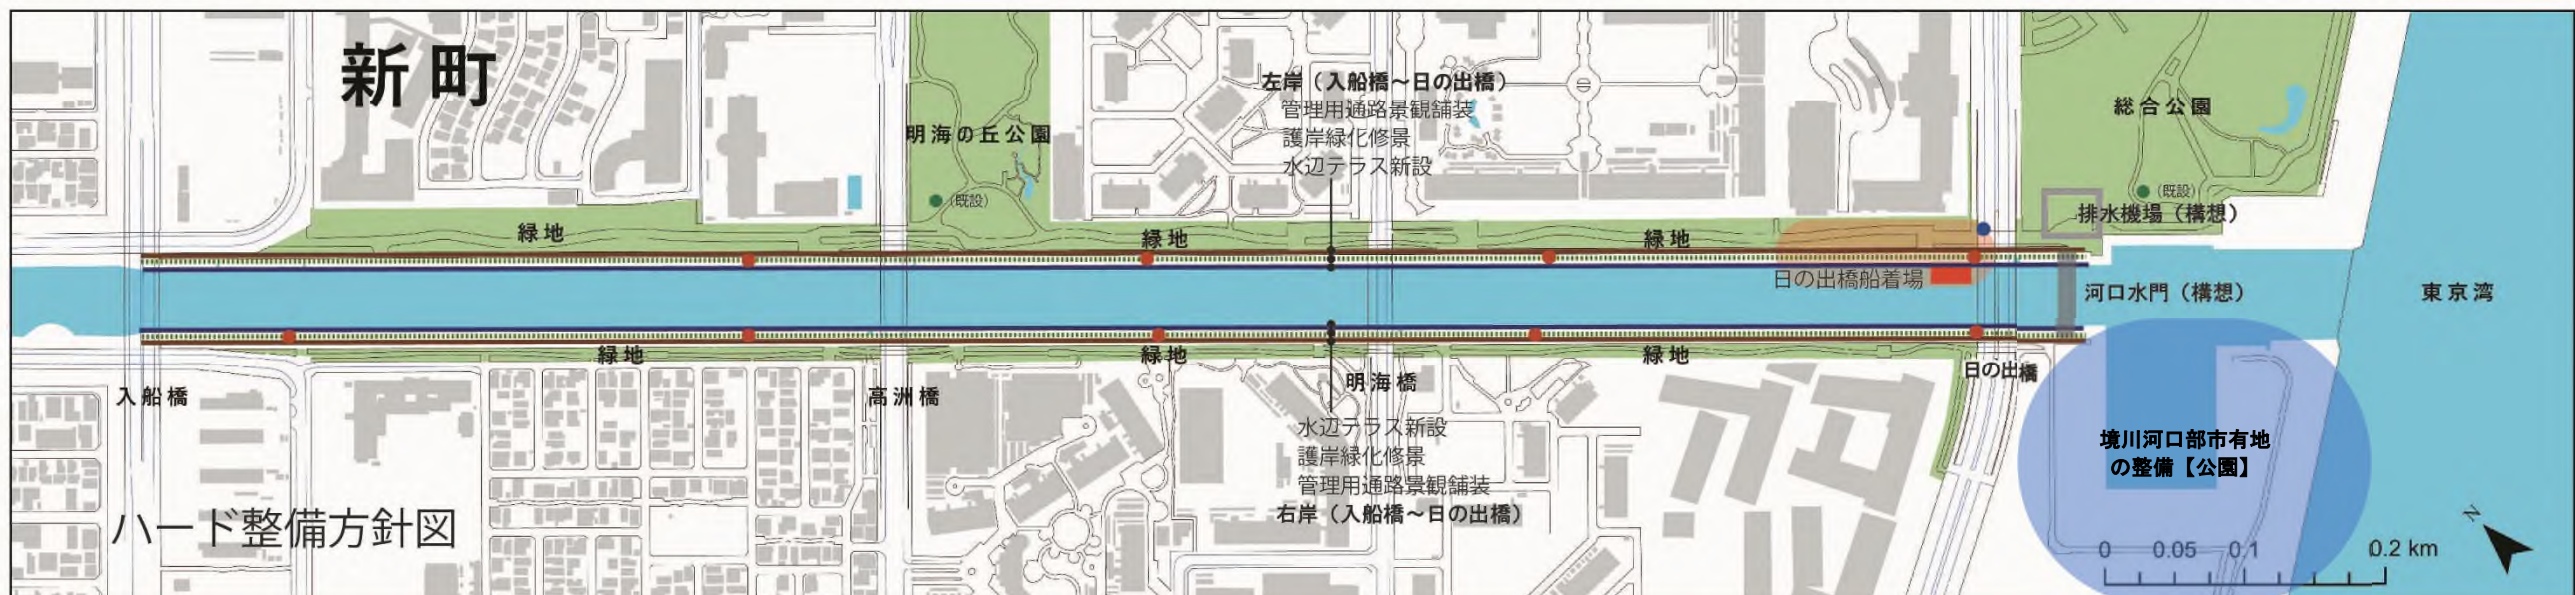 新町
左岸（入船橋～日の出橋）
管理用通路景観舗装
護岸緑化修景
水辺テラス新設
明海の丘公園
（既設）
総合公園
（既設）
排水機場（構想）
緑地
緑地
緑地
日の出橋船着場
河口水門（構想）
東京湾
緑地
緑地
緑地
入船橋
高洲橋
明海橋
日の出橋
水辺テラス新設
護岸緑化修景
管理用通路景観舗装
右岸（入船橋～日の出橋）
境川河口部市有地
の整備【公園】
ハード整備方針図
N
0 0.05 0.1 0.2 km